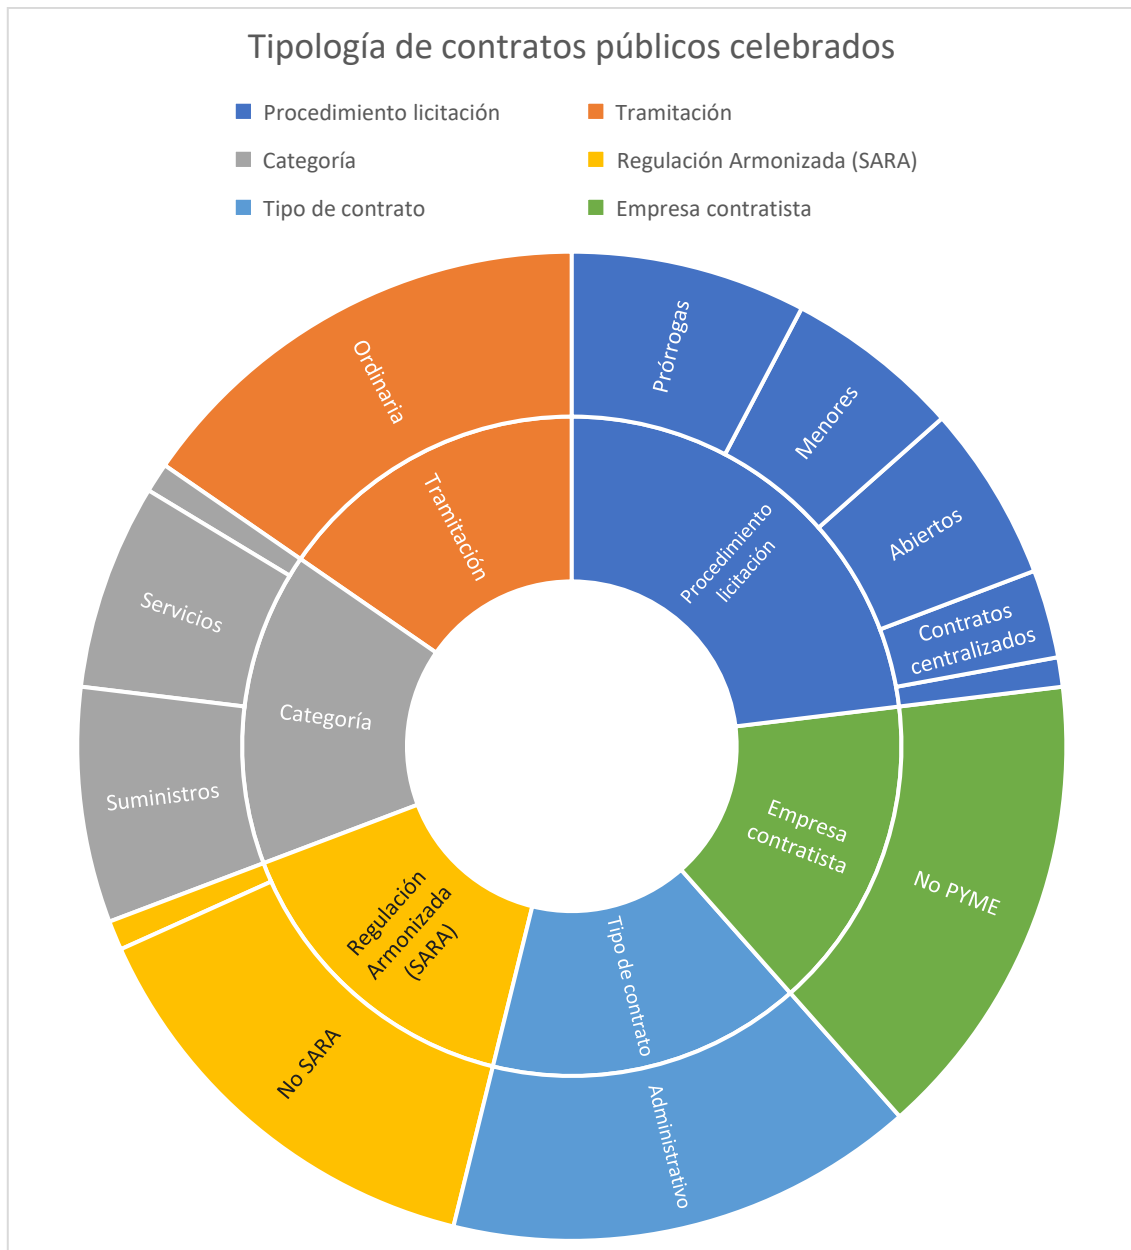 Tipología de contratos públicos celebrados
Procedimiento licitación
Tramitación
Categoría
Regulación Armonizada (SARA)
Tipo de contrato
Empresa contratista
Prórrogas
Menores
Abiertos
Contratos
centralizados
Procedimiento
licitación
Empresa
contratista
No PYME
Tipo de contrato
Administrativo
Regulación
Armonizada
(SARA)
No SARA
Categoría
Suministros
Servicios
Tramitación
Ordinaria